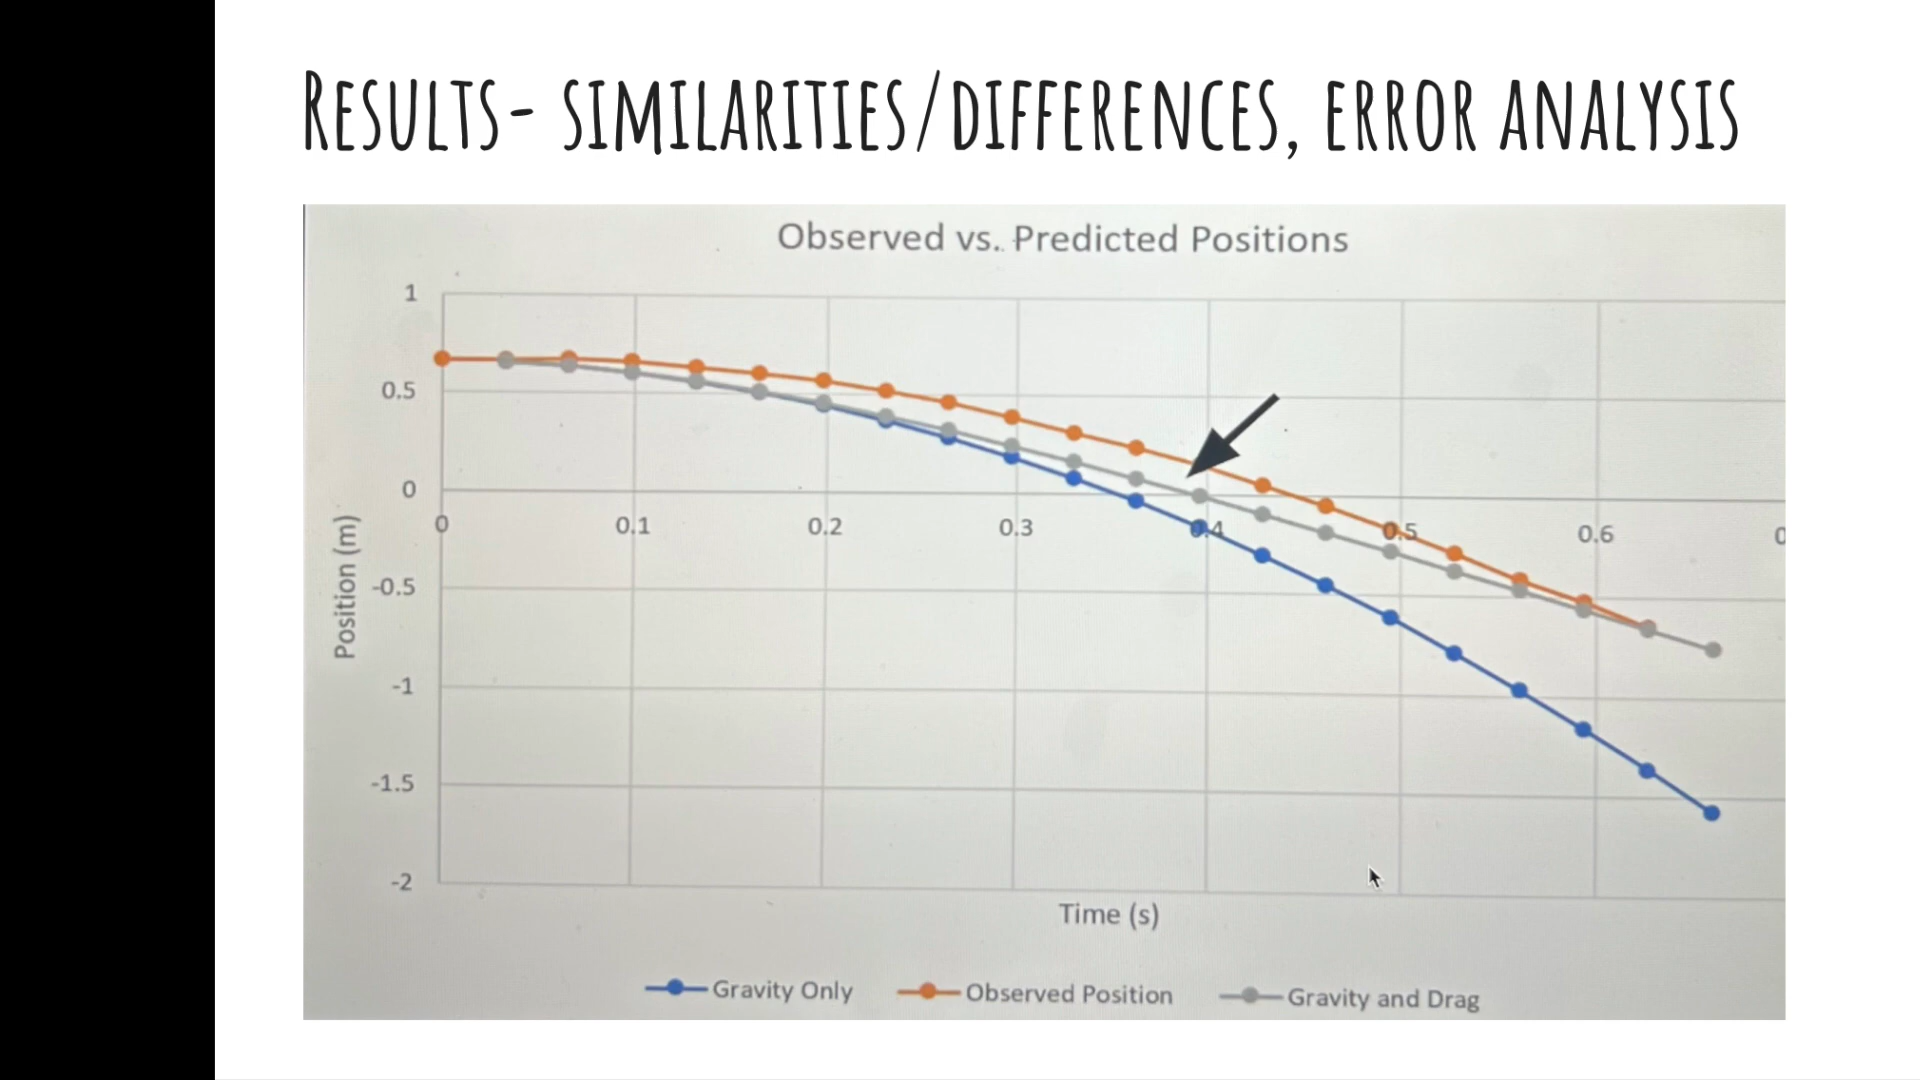 Results- similarities/differences, error analysis
Observed vs. Predicted Positions
1
0.5
0
-0.5
-1
-1.5
-2
Position (m)
0 0.1 0.2 0.3 0.4 0.5 0.6 0
Time (s)
Gravity Only Observed Position Gravity and Drag